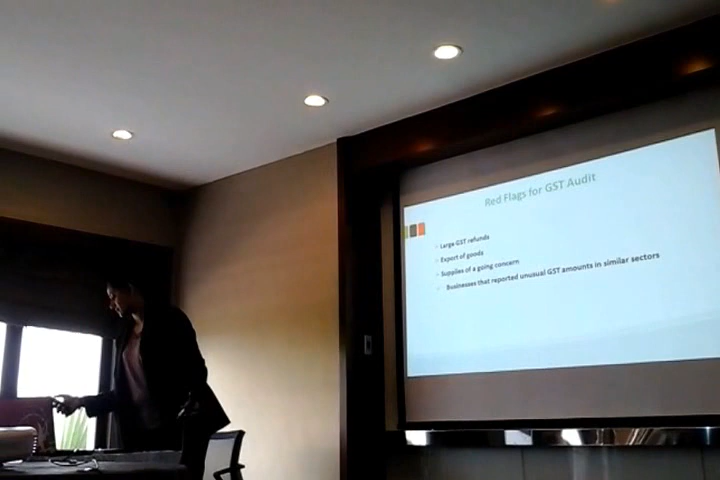 Red Flags for GST Audit
Large GST refunds
Export of goods
Supplies of a going concern
Businesses that reported unusual GST amounts in similar sectors